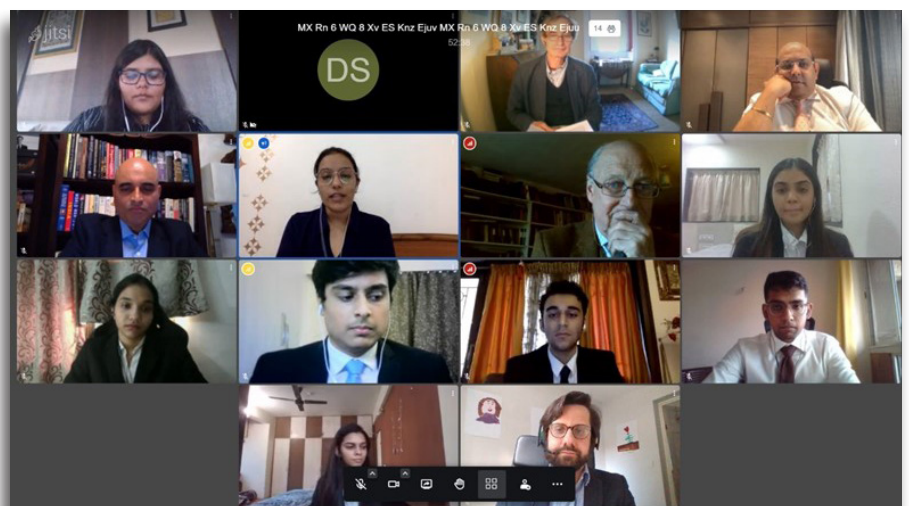 jitsi
MX Rn 6 WQ 8 Xv ES Knz Ejuv MX Rn 6 WQ 8 Xv ES Knz Ejuv
14
52:38
DS